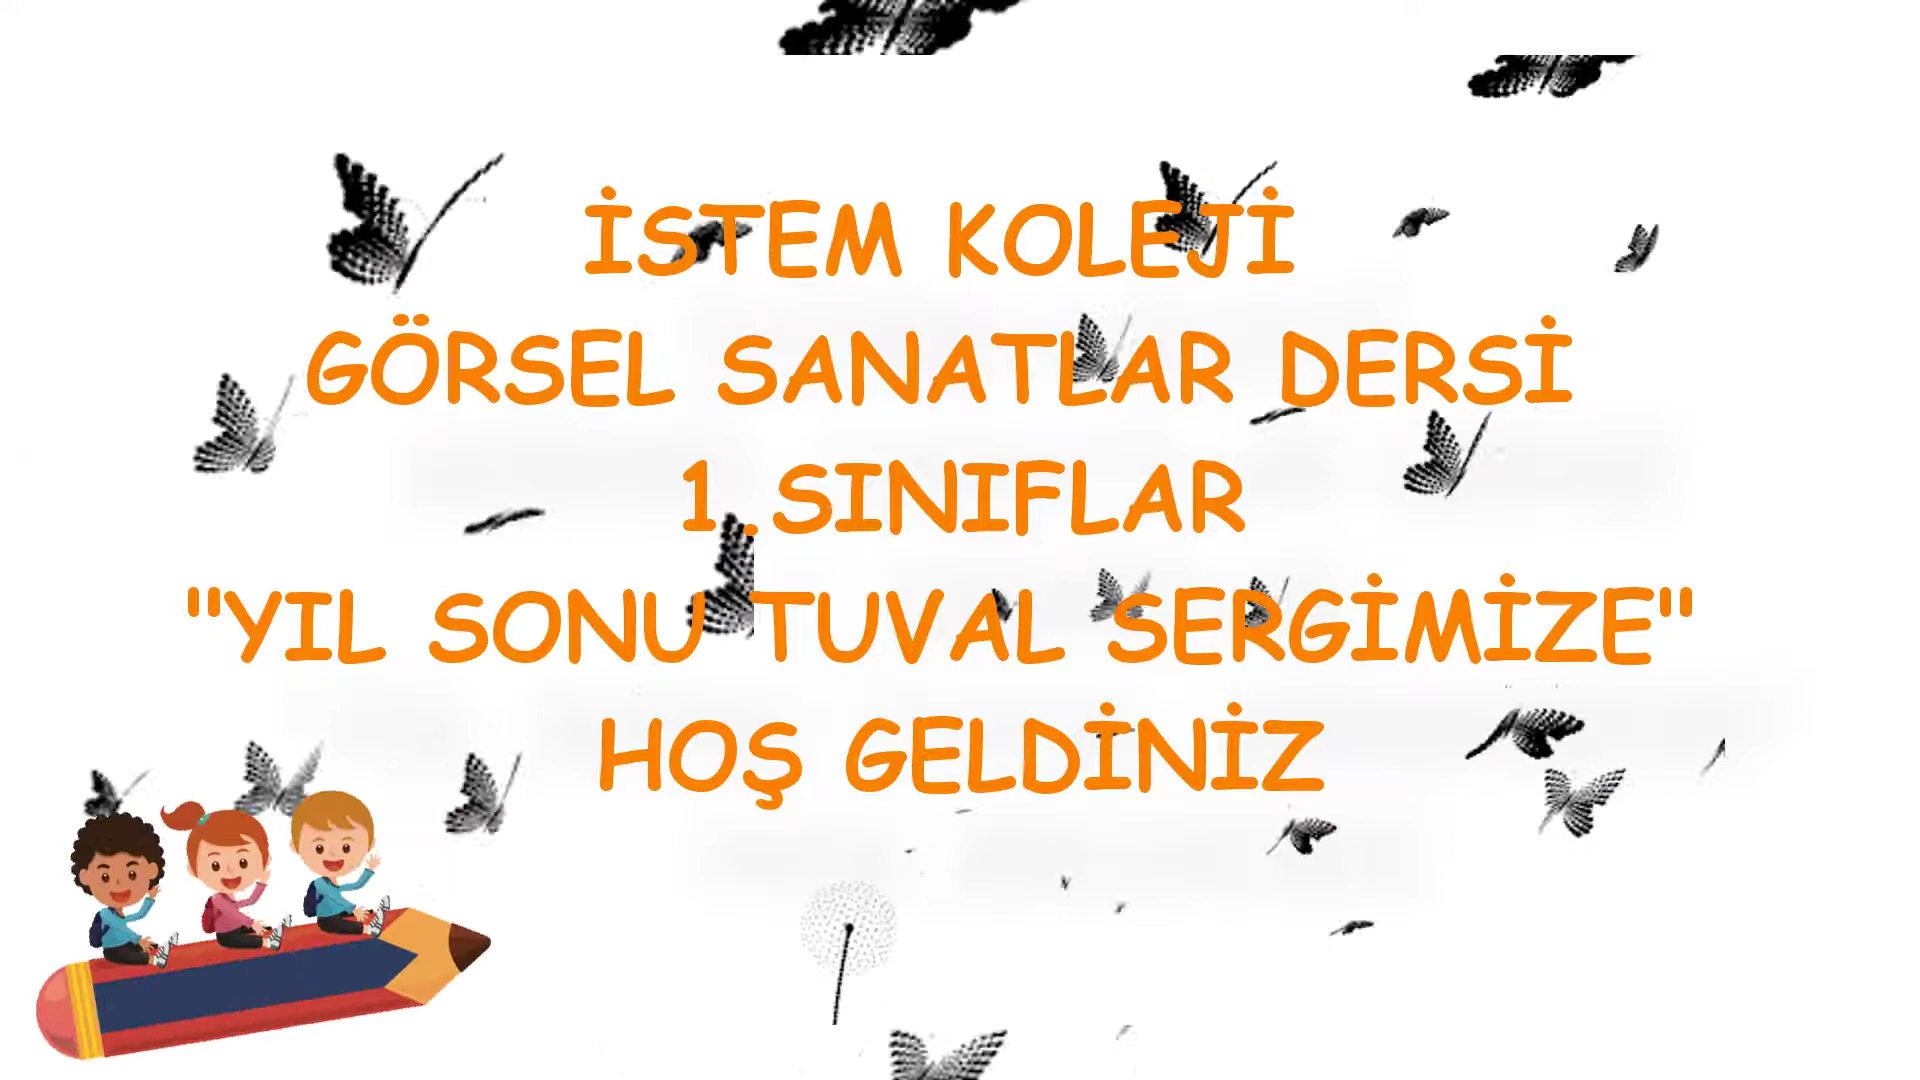 İSTEM KOLEJİ
GÖRSEL SANATLAR DERSİ
1.SINIFLAR
"YIL SONU TUVAL SERGİMİZE"
HOŞ GELDİNİZ